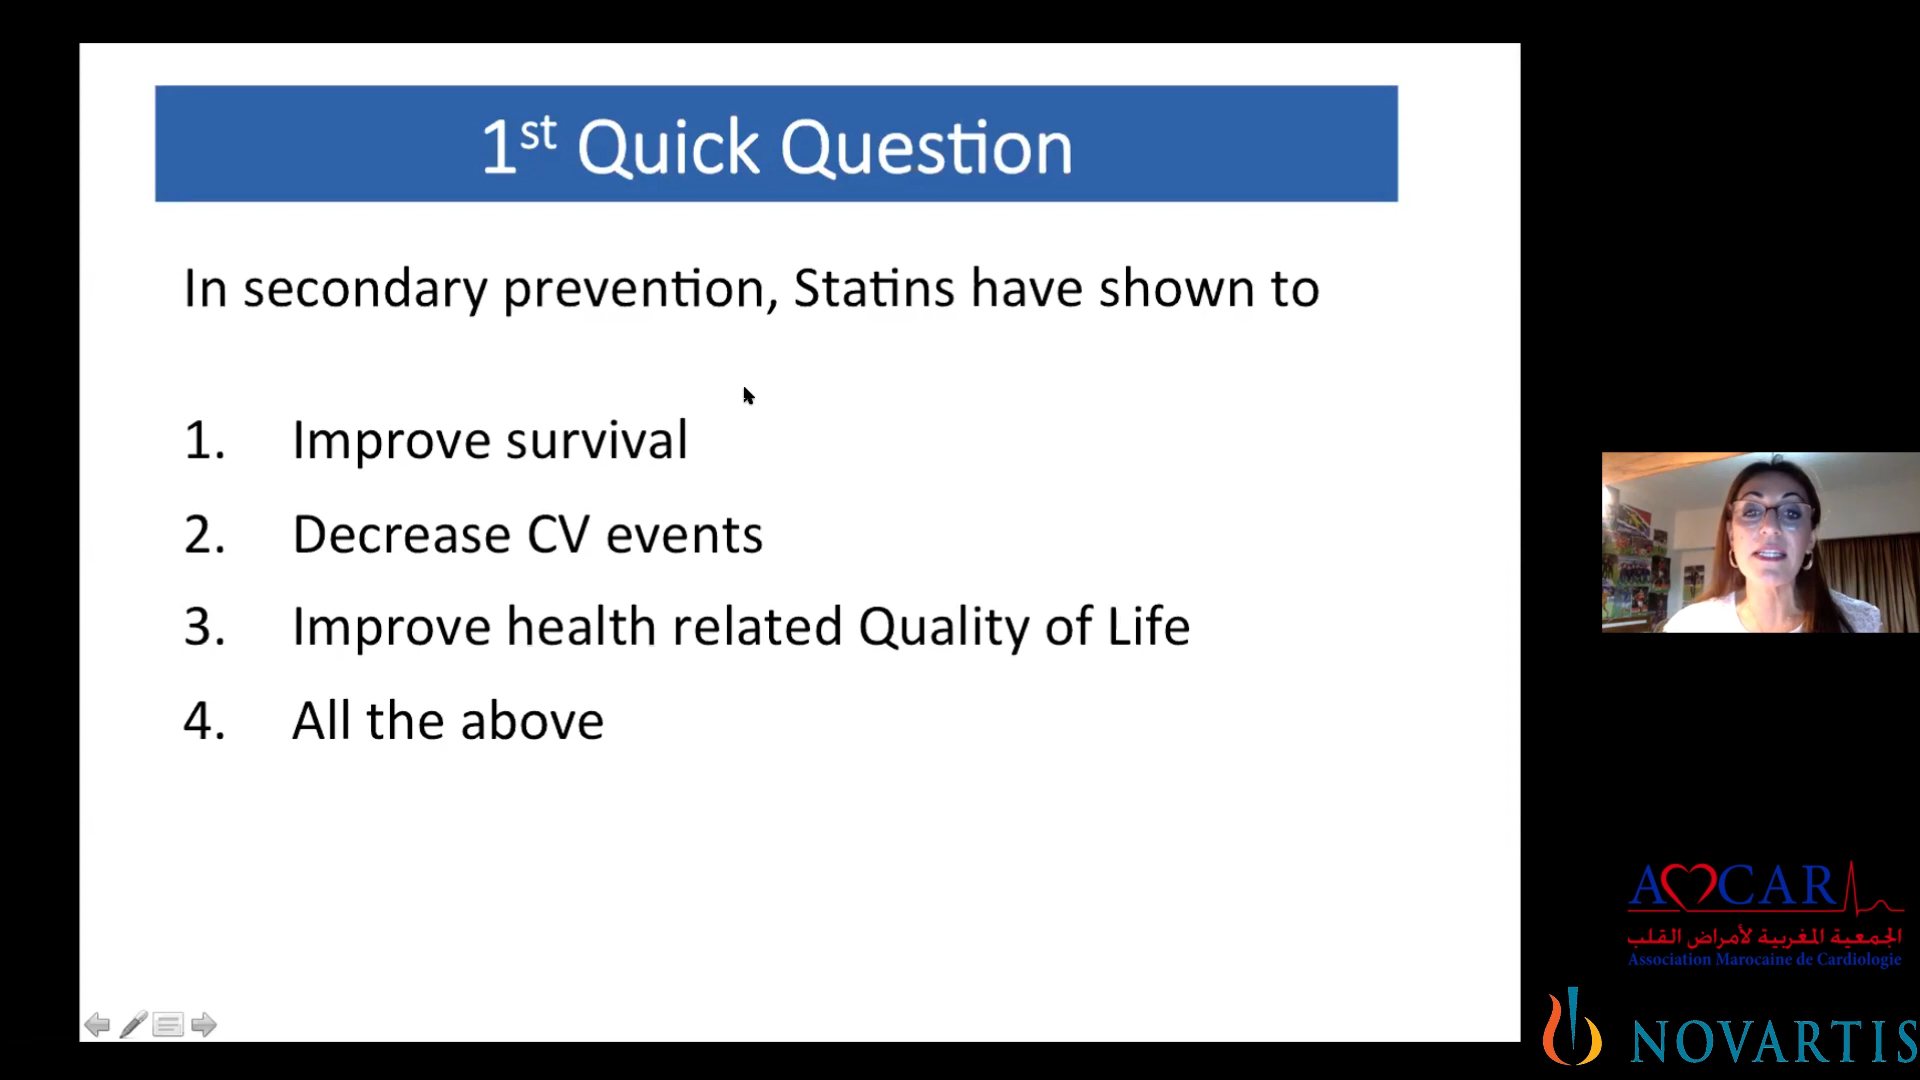 1st Quick Question
In secondary prevention, Statins have shown to
1. Improve survival
2. Decrease CV events
3. Improve health related Quality of Life
4. All the above
AMCAR
الجمعية المغربية لأمراض القلب
Association Marocaine de Cardiologie
NOVARTIS